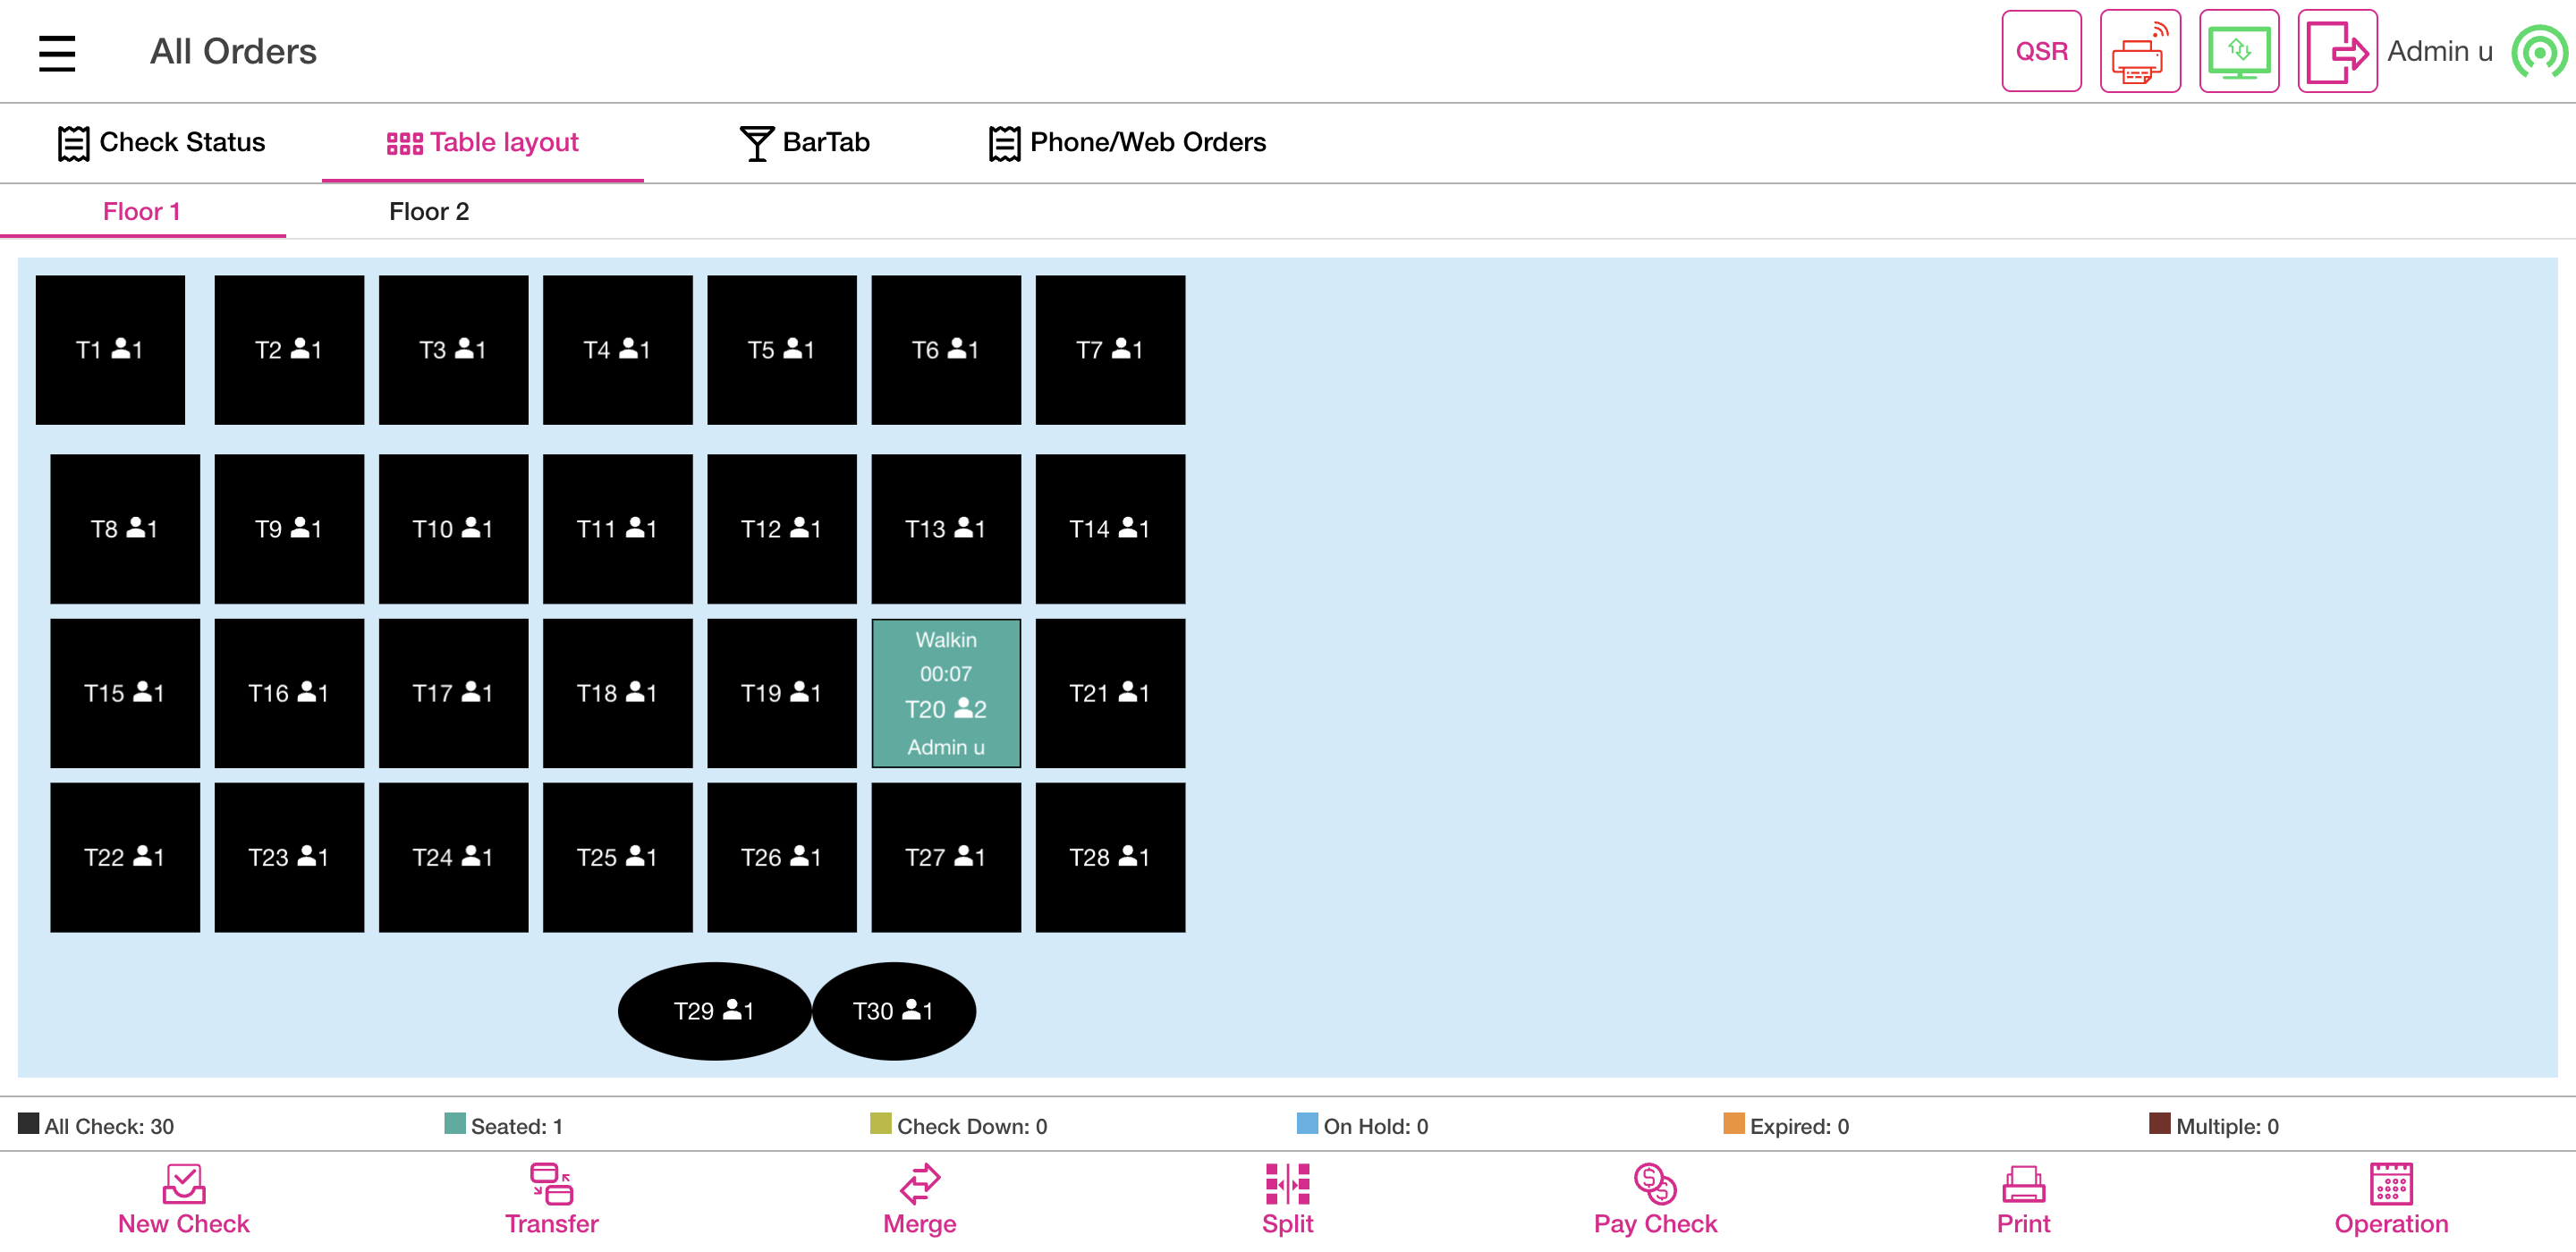 All Orders
QSR
Admin u
Check Status
Table layout
BarTab
Phone/Web Orders
Floor 1
Floor 2
T1 1
T2 1
T3 1
T4 1
T5 1
T6 1
T7 1
T8 1
T9 1
T10 1
T11 1
T12 1
T13 1
T14 1
T15 1
T16 1
T17 1
T18 1
T19 1
Walkin
00:07
T20 2
Admin u
T21 1
T22 1
T23 1
T24 1
T25 1
T26 1
T27 1
T28 1
T29 1
T30 1
All Check: 30
Seated: 1
Check Down: 0
On Hold: 0
Expired: 0
Multiple: 0
New Check
Transfer
Merge
Split
Pay Check
Print
Operation